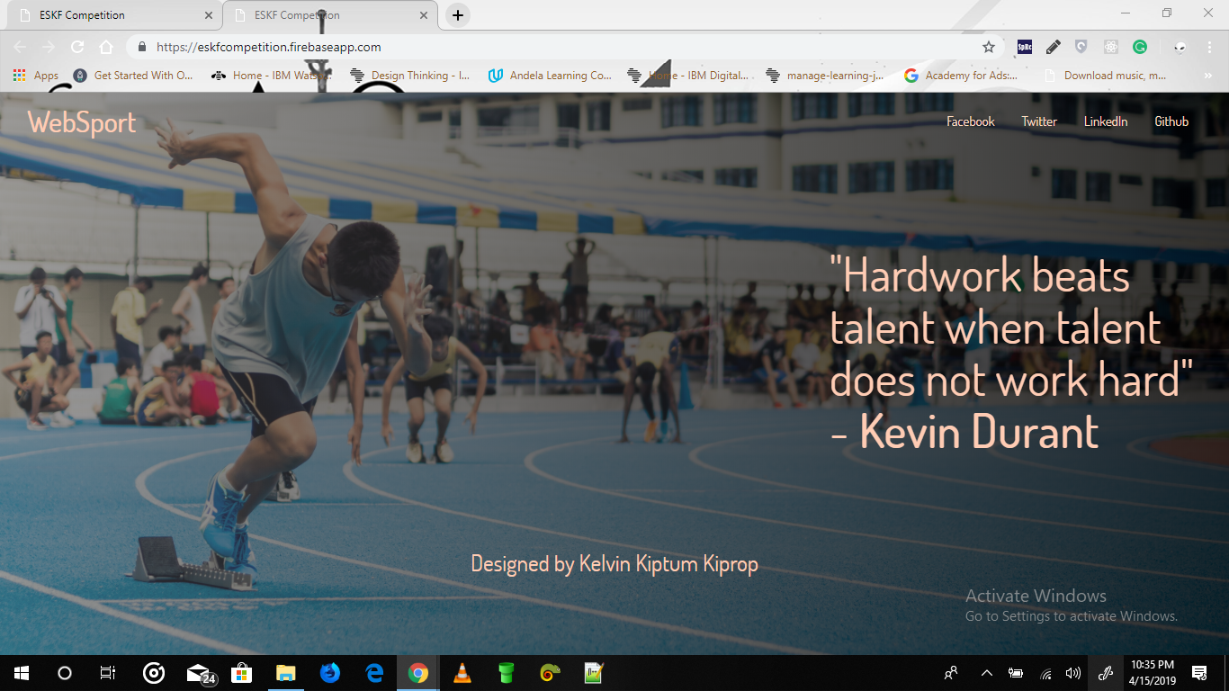 ESKF Competition
ESKF Competition
https://eskfcompetition.firebaseapp.com
Apps
Get Started With O...
Home - IBM Wats
Design Thinking - I...
Andela Learning Co...
e - IBM Digital...
manage-learning-j...
Academy for Ads:...
Download music, m...
WebSport
Facebook
Twitter
LinkedIn
Github
"Hardwork beats
talent when talent
does not work hard"
- Kevin Durant
Designed by Kelvin Kiptum Kiprop
Activate Windows
Go to Settings to activate Windows.
24
10:35 PM
4/15/2019